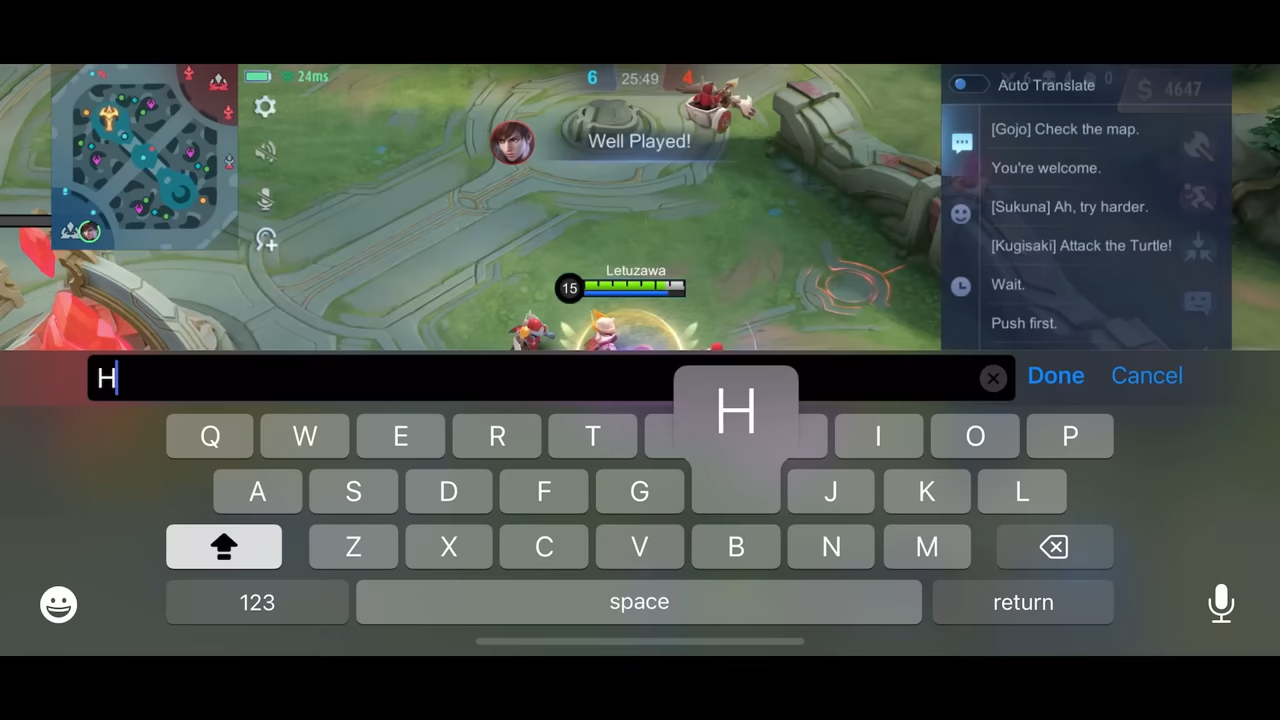 24ms
6 25:49 4
Auto Translate
$ 4647
Well Played!
[Gojo] Check the map.
You're welcome.
[Sukuna] Ah, try harder.
[Kugisaki] Attack the Turtle!
Wait.
Push first.
Letuzawa
15
H
Done Cancel
H
Q W E R T I O P
A S D F G J K L
Z X C V B N M
123 space return